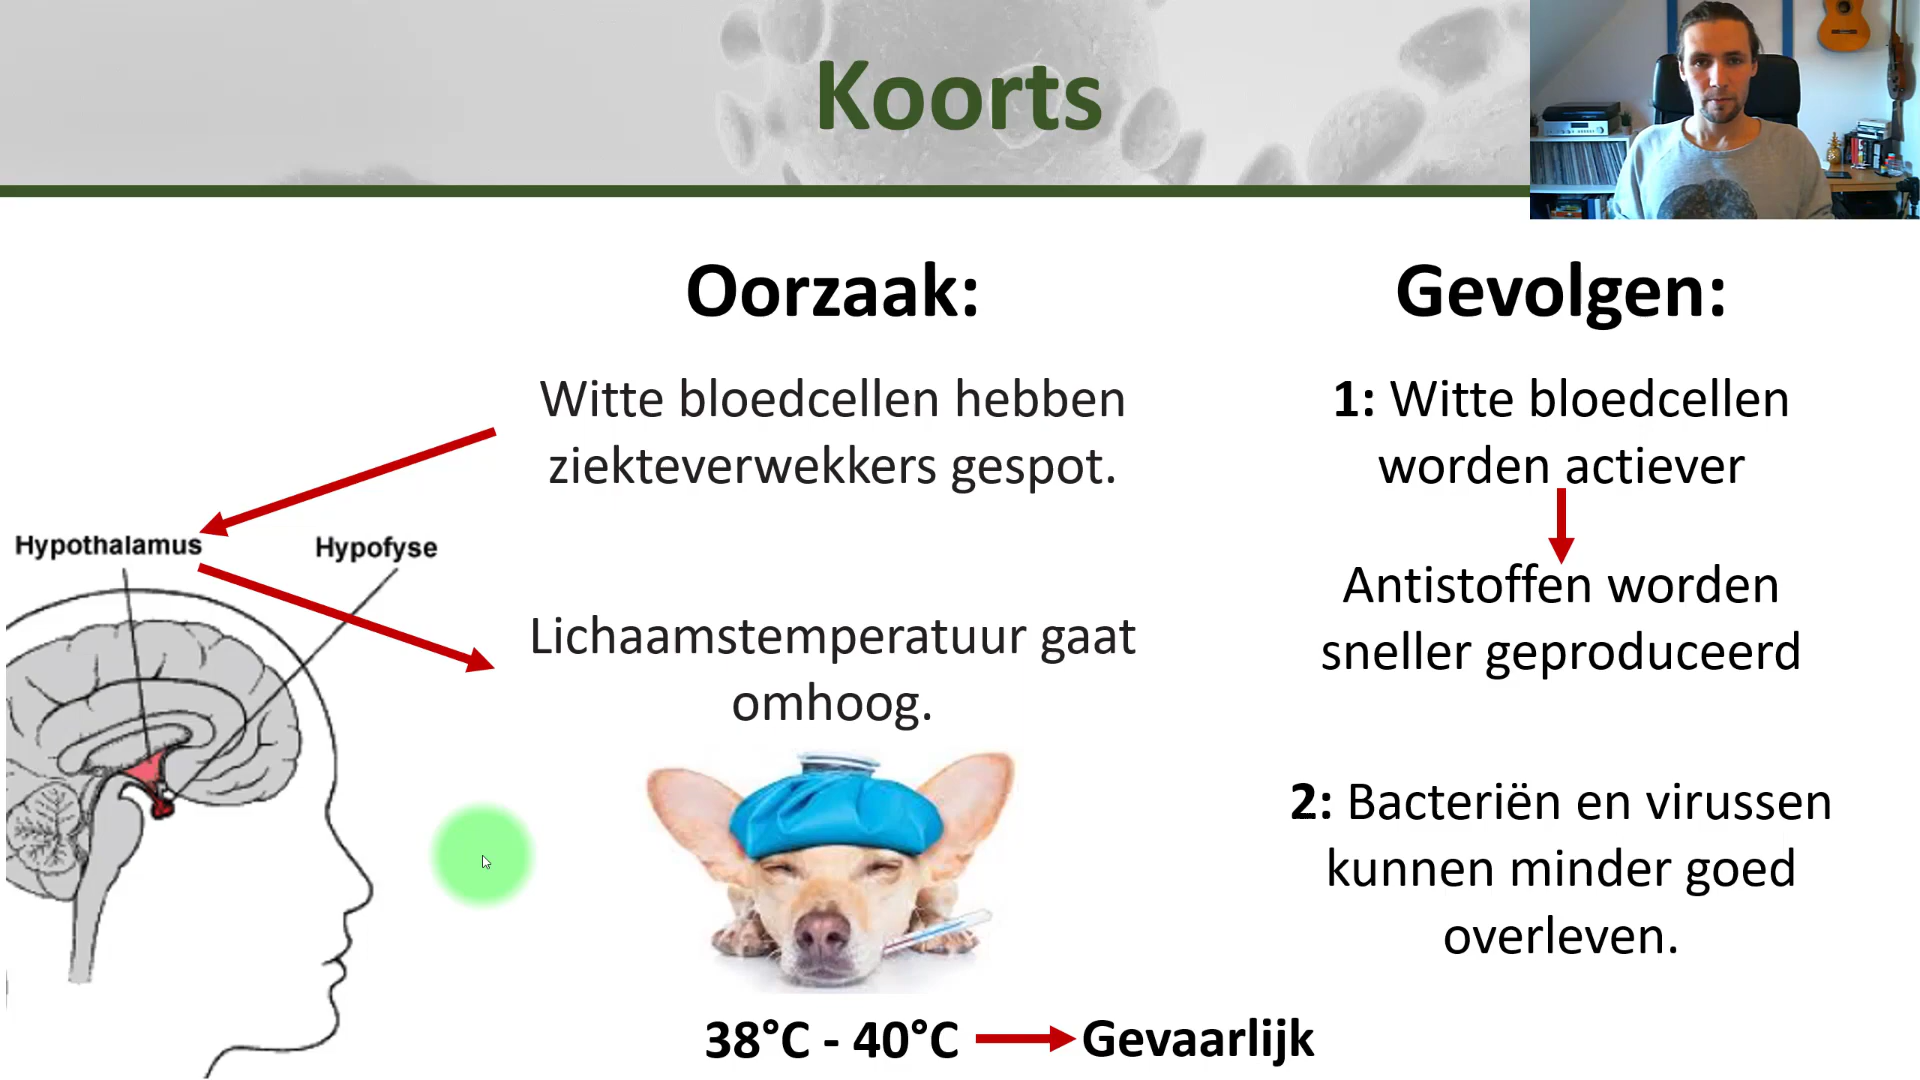 Koorts
Oorzaak:
Witte bloedcellen hebben
ziekteverwekkers gespot.
Hypothalamus
Hypofyse
Lichaamstemperatuur gaat
omhoog.
38°C - 40°C
Gevaarlijk
Gevolgen:
1: Witte bloedcellen
worden actiever
Antistoffen worden
sneller geproduceerd
2: Bacteriën en virussen
kunnen minder goed
overleven.